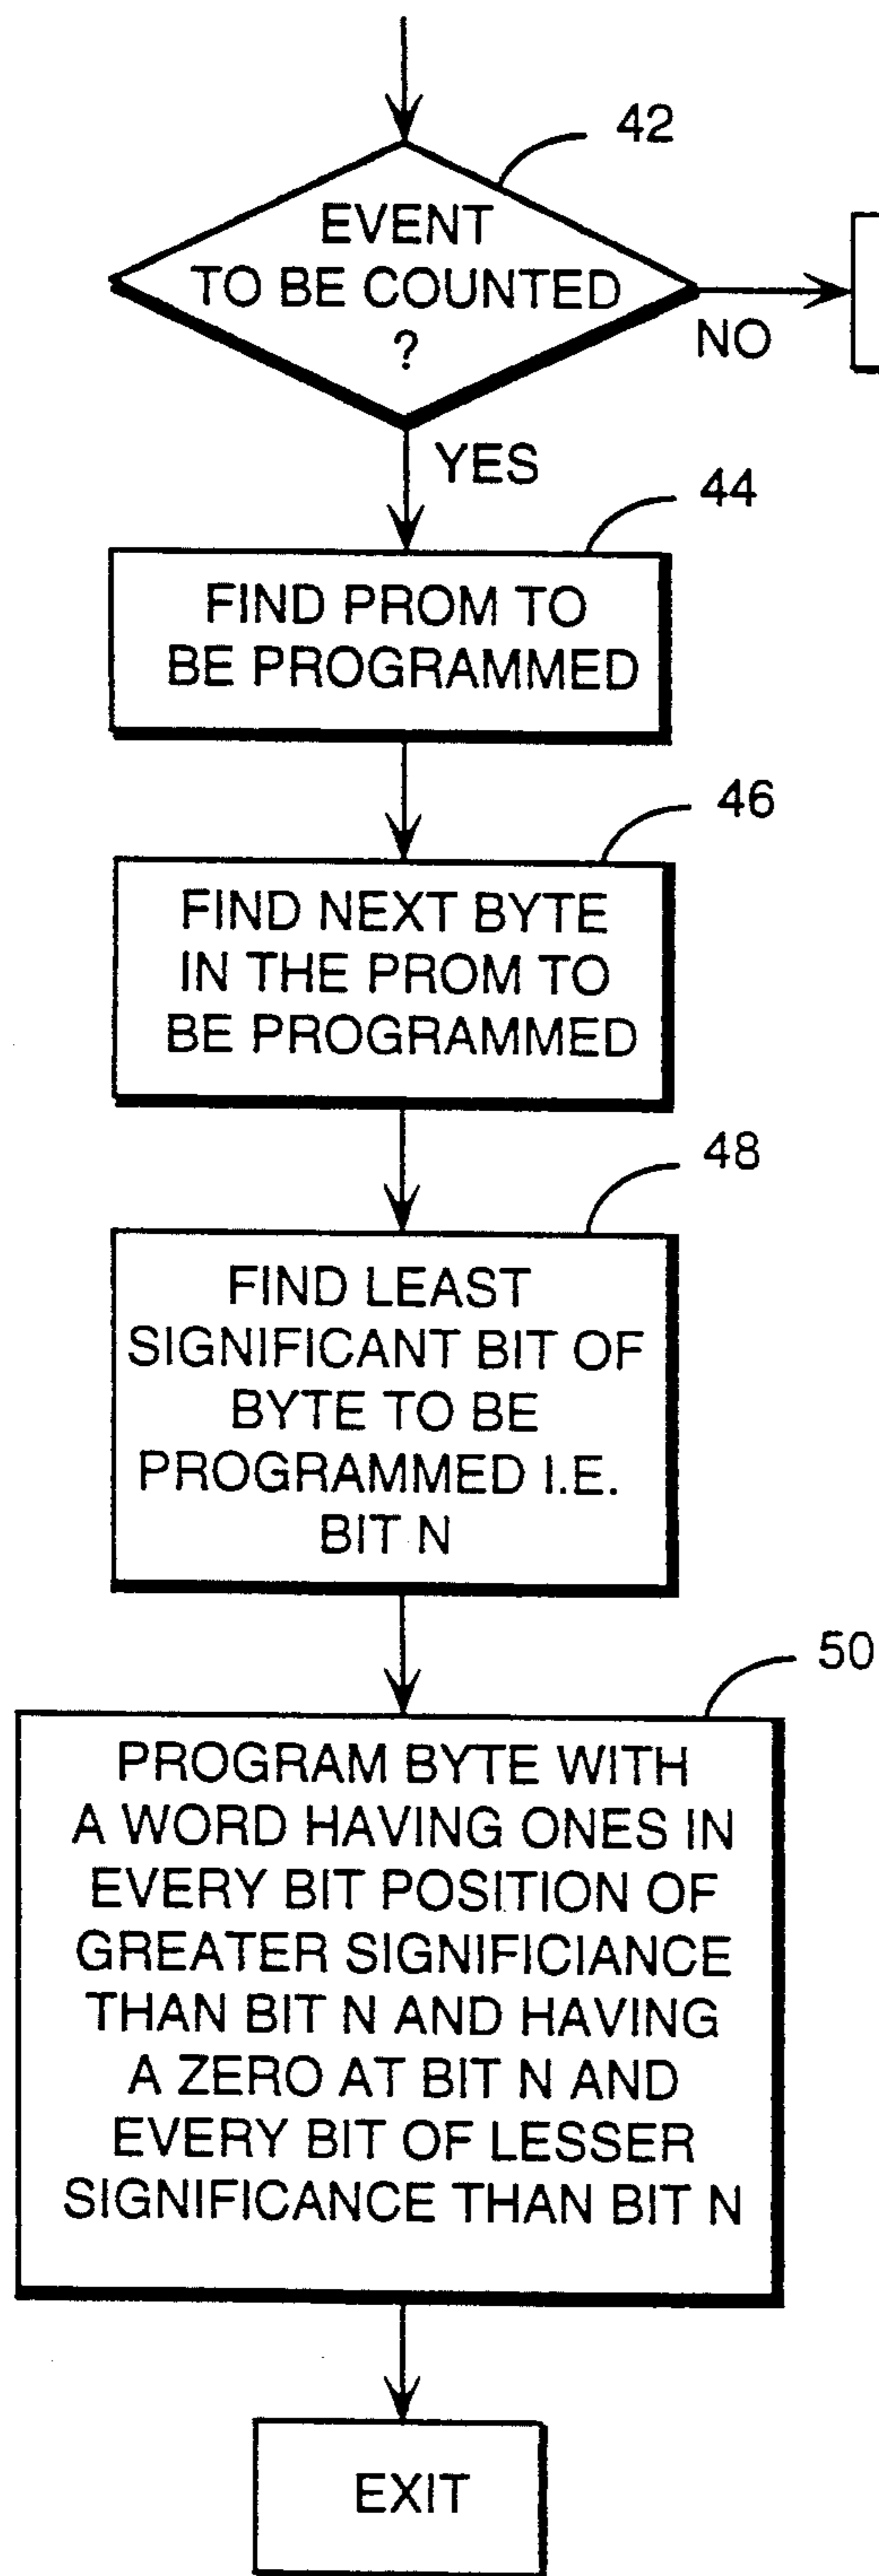 42
EVENT
TO BE COUNTED
?
NO
YES
44
FIND PROM TO
BE PROGRAMMED
46
FIND NEXT BYTE
IN THE PROM TO
BE PROGRAMMED
48
FIND LEAST
SIGNIFICANT BIT OF
BYTE TO BE
PROGRAMMED I.E.
BIT N
50
PROGRAM BYTE WITH
A WORD HAVING ONES IN
EVERY BIT POSITION OF
GREATER SIGNIFICIANCE
THAN BIT N AND HAVING
A ZERO AT BIT N AND
EVERY BIT OF LESSER
SIGNIFICANCE THAN BIT N
EXIT